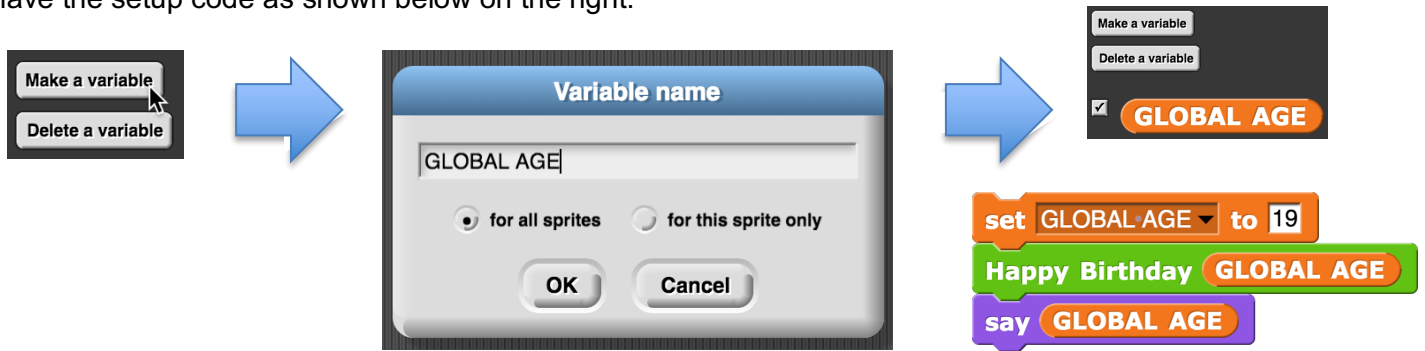 have the setup code as shown below on the right.
Make a variable
Delete a variable
Variable name
GLOBAL AGE
for all sprites
for this sprite only
OK
Cancel
Make a variable
Delete a variable
GLOBAL AGE
set GLOBAL·AGE to 19
Happy Birthday GLOBAL AGE
say GLOBAL AGE